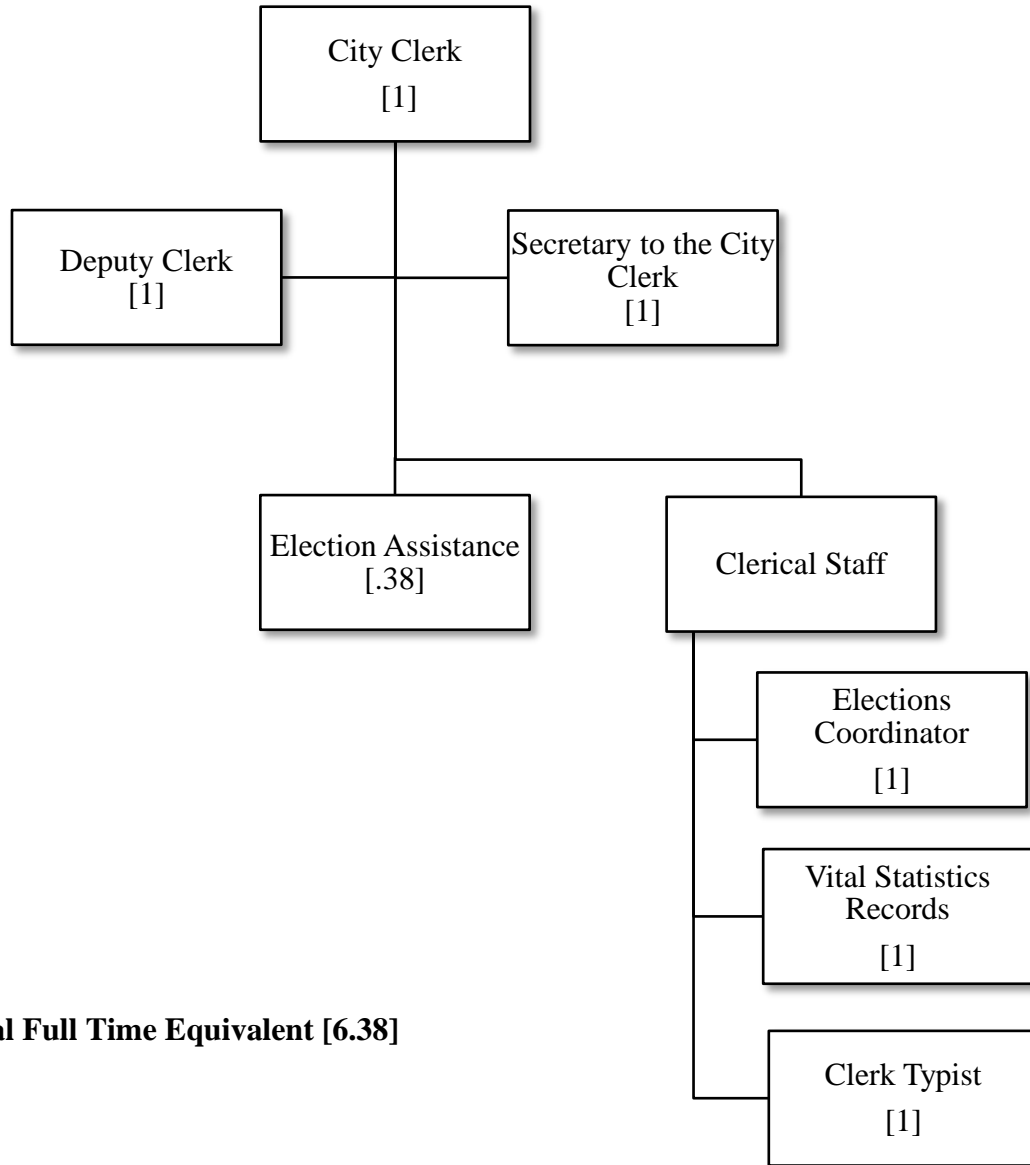 City Clerk
[1]
Deputy Clerk
[1]
Secretary to the City
Clerk
[1]
Election Assistance
[.38]
Clerical Staff
Elections
Coordinator
[1]
Vital Statistics
Records
[1]
Clerk Typist
[1]
Full Time Equivalent [6.38]